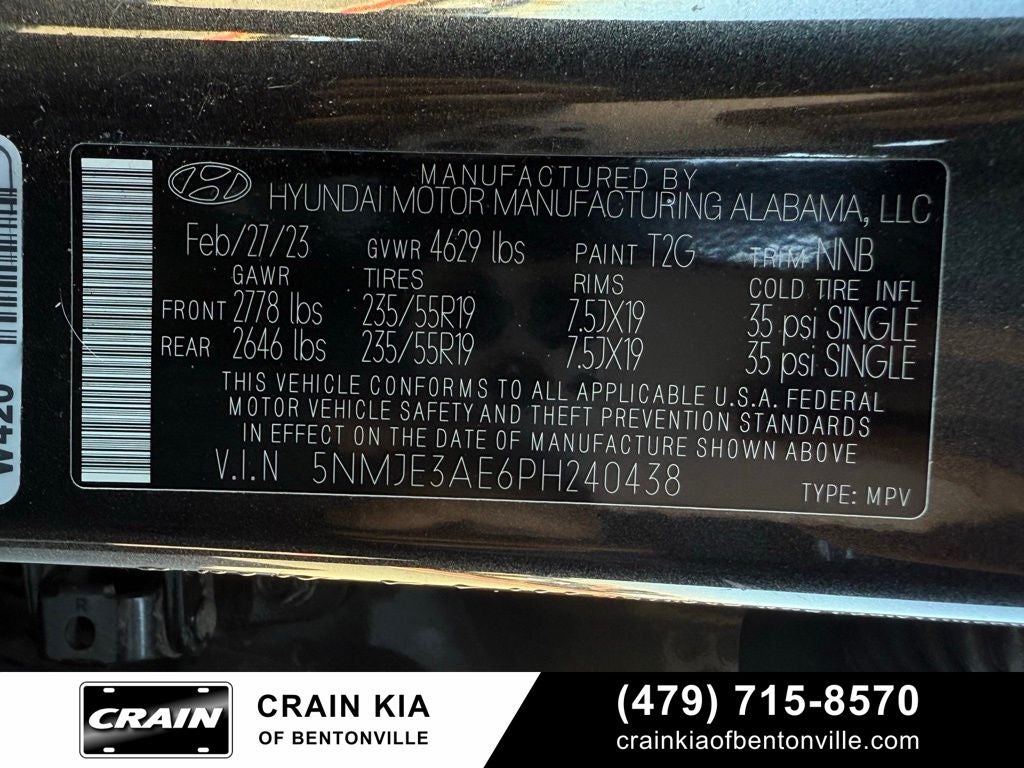 MANUFACTURED BY
HYUNDAI MOTOR MANUFACTURING ALABAMA, LLC
Feb/27/23 GVWR 4629 lbs PAINT T2G TRIM NNB
GAWR TIRES RIMS COLD TIRE INFL
FRONT 2778 lbs 235/55R19 7.5JX19 35 psi SINGLE
REAR 2646 lbs 235/55R19 7.5JX19 35 psi SINGLE
THIS VEHICLE CONFORMS TO ALL APPLICABLE U.S.A. FEDERAL
MOTOR VEHICLE SAFETY AND THEFT PREVENTION STANDARDS
IN EFFECT ON THE DATE OF MANUFACTURE SHOWN ABOVE
V.I.N 5NMJE3AE6PH240438 TYPE: MPV
W420
R
CRAIN
CRAIN KIA
OF BENTONVILLE
(479) 715-8570
crainkiaofbentonville.com